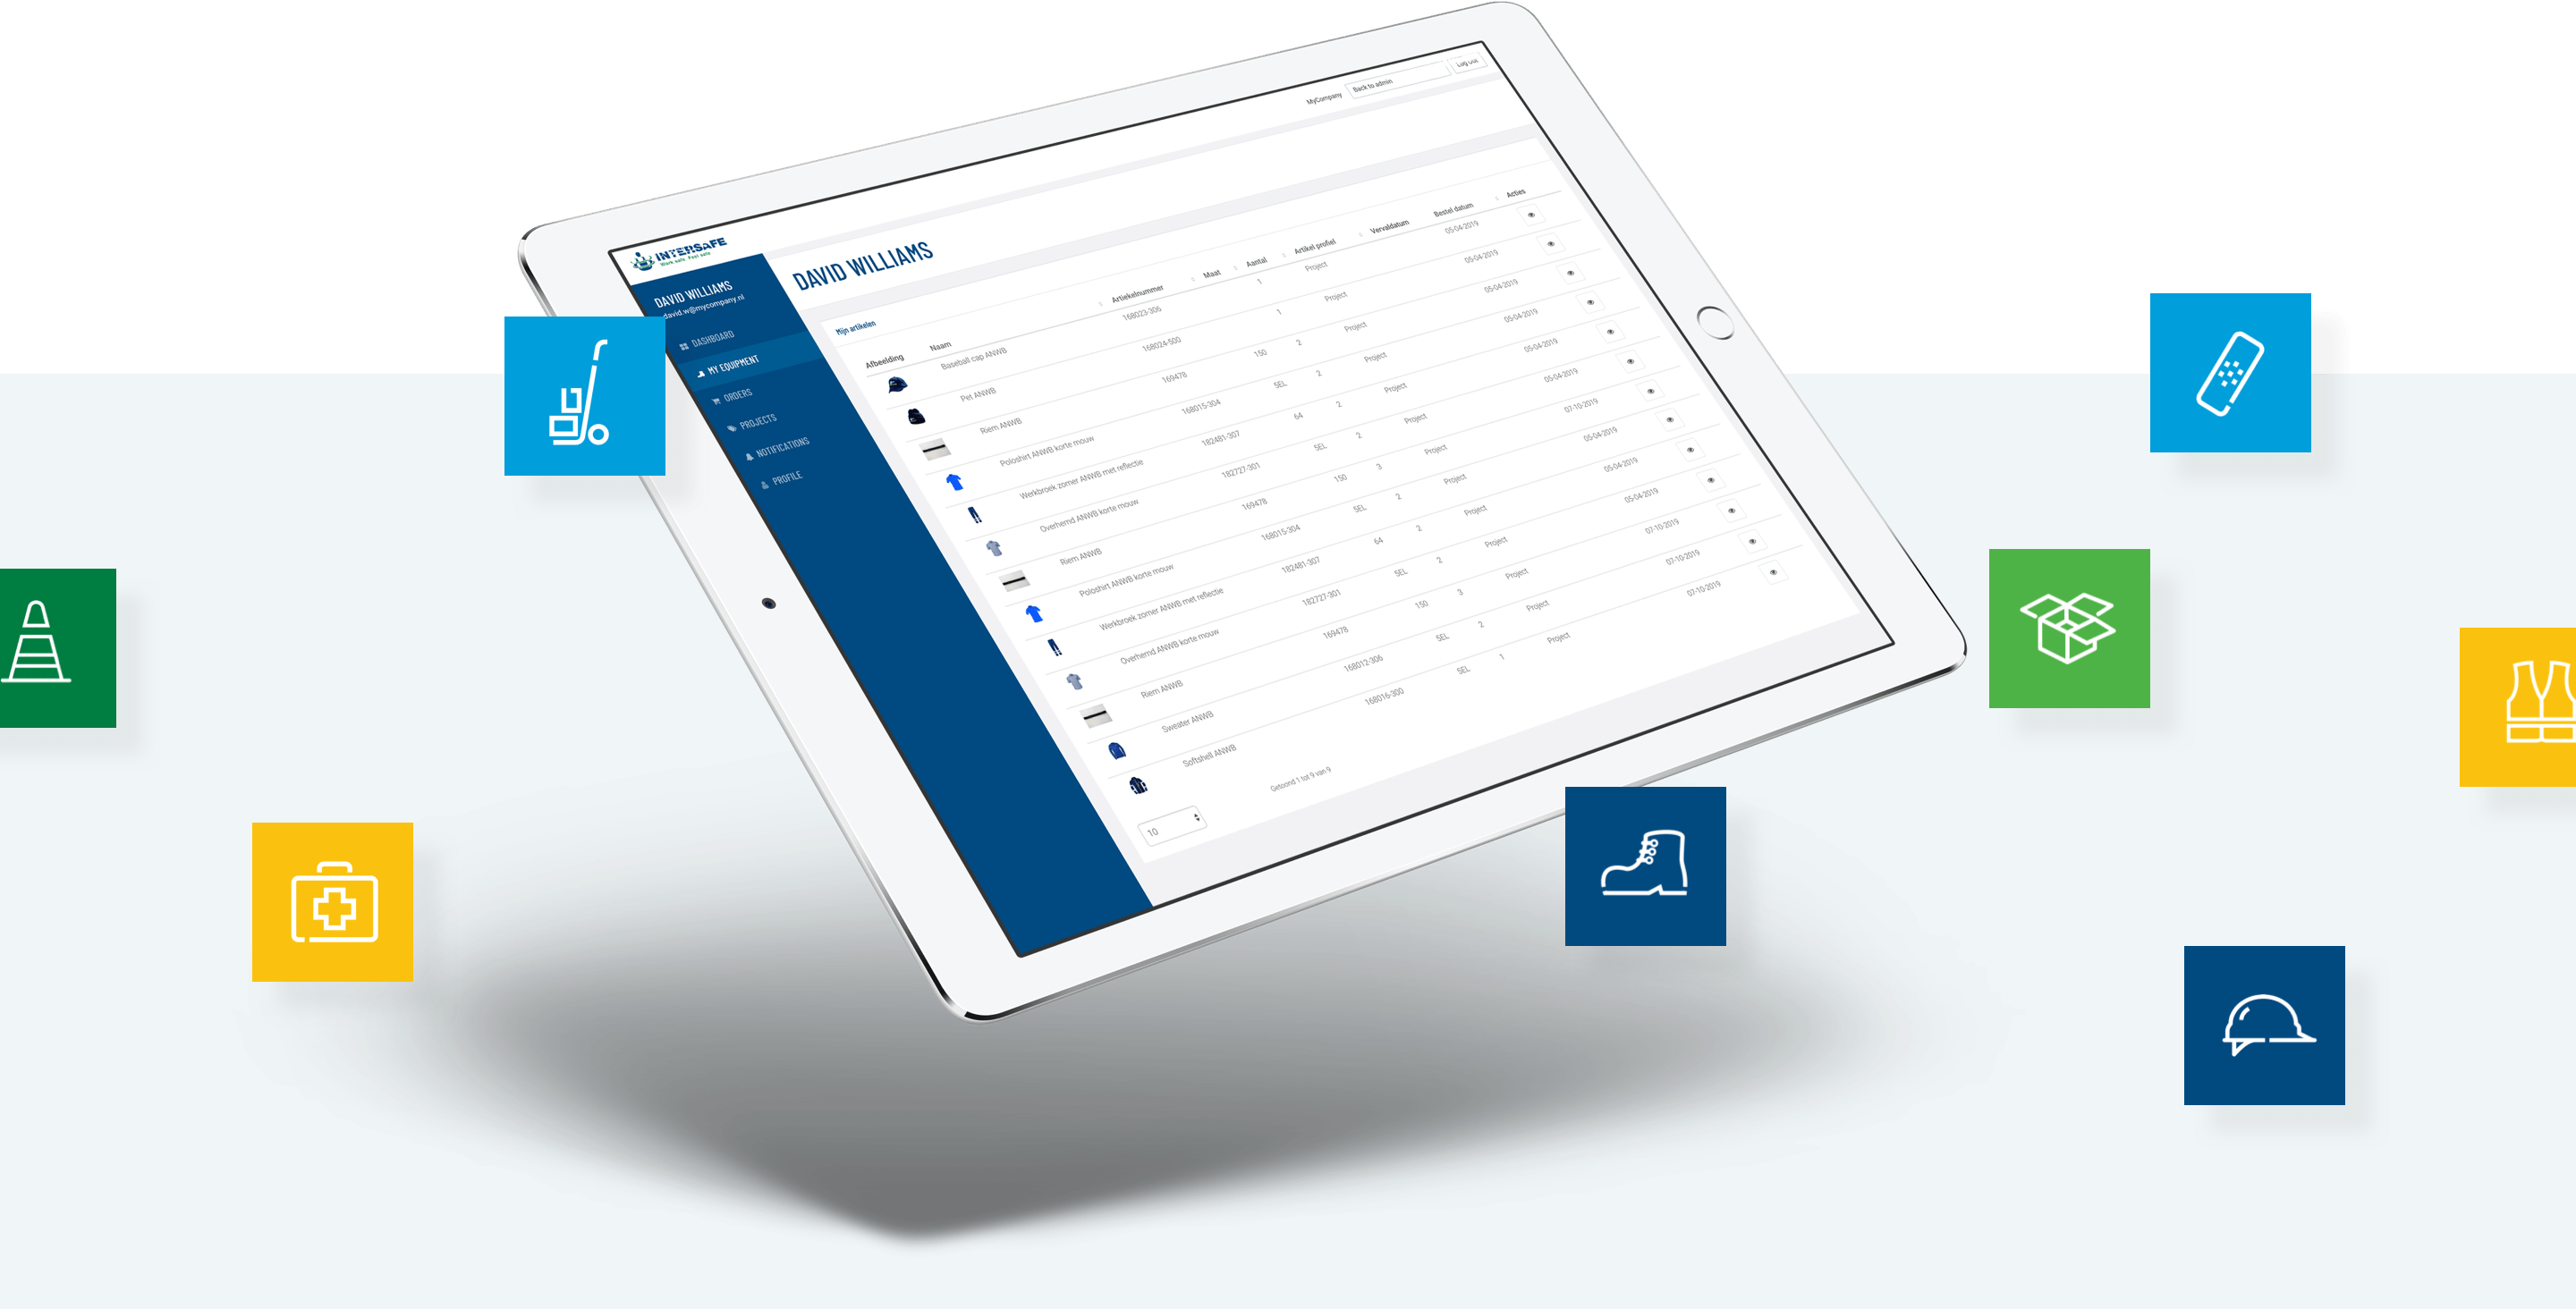 MyCompany Back to admin Log out
INTERSAFE
Work safe Feel safe
DAVID WILLIAMS
david.w@mycompany.nl
DASHBOARD
MY EQUIPMENT
ORDERS
PROJECTS
NOTIFICATIONS
PROFILE
DAVID WILLIAMS
Mijn artikelen
Afbeelding Naam Artiekelnummer Maat Aantal Artikel profiel Vervaldatum Bestel datum Acties
Baseball cap ANWB 168023-306 1 Project 05-04-2019
Pet ANWB 168024-500 1 Project 05-04-2019
Riem ANWB 169478 150 2 Project 05-04-2019
Poloshirt ANWB korte mouw 168015-304 5EL 2 Project 05-04-2019
Werkbroek zomer ANWB met reflectie 182481-307 64 2 Project 05-04-2019
Overhemd ANWB korte mouw 182727-301 5EL 2 Project 05-04-2019
Riem ANWB 169478 150 3 Project 07-10-2019
Poloshirt ANWB korte mouw 168015-304 5EL 2 Project 05-04-2019
Werkbroek zomer ANWB met reflectie 182481-307 64 2 Project 05-04-2019
Overhemd ANWB korte mouw 182727-301 5EL 2 Project 05-04-2019
Riem ANWB 169478 150 3 Project 07-10-2019
Sweater ANWB 168012-306 5EL 2 Project 07-10-2019
Softshell ANWB 168016-300 5EL 1 Project 07-10-2019
10 Getoond 1 tot 9 van 9